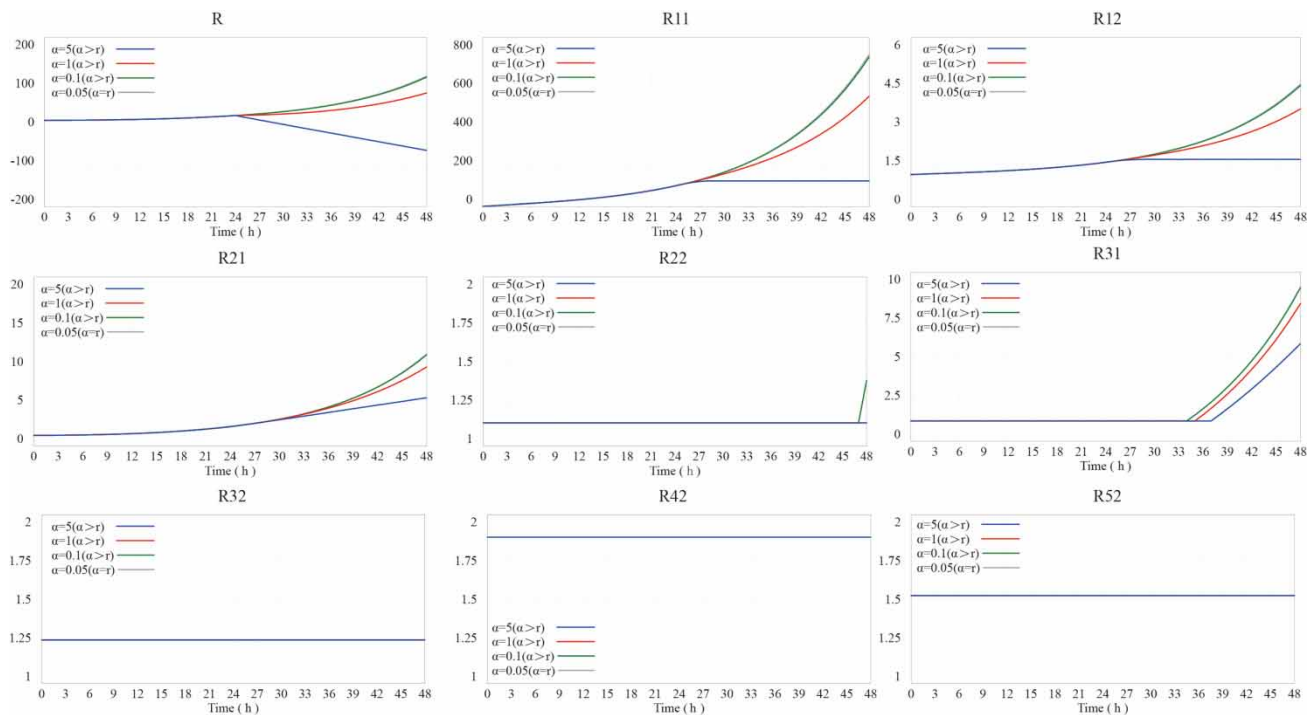 R
200
100
0
-100
-200
α=5(α>r)
α=1(α>r)
α=0.1(α>r)
α=0.05(α=r)
0 3 6 9 12 15 18 21 24 27 30 33 36 39 42 45 48
Time ( h )
R11
800
600
400
200
0
α=5(α>r)
α=1(α>r)
α=0.1(α>r)
α=0.05(α=r)
0 3 6 9 12 15 18 21 24 27 30 33 36 39 42 45 48
Time ( h )
R12
6
4.5
3
1.5
0
α=5(α>r)
α=1(α>r)
α=0.1(α>r)
α=0.05(α=r)
0 3 6 9 12 15 18 21 24 27 30 33 36 39 42 45 48
Time ( h )
R21
20
15
10
5
0
α=5(α>r)
α=1(α>r)
α=0.1(α>r)
α=0.05(α=r)
0 3 6 9 12 15 18 21 24 27 30 33 36 39 42 45 48
Time ( h )
R22
2
1.75
1.5
1.25
1
α=5(α>r)
α=1(α>r)
α=0.1(α>r)
α=0.05(α=r)
0 3 6 9 12 15 18 21 24 27 30 33 36 39 42 45 48
Time ( h )
R31
10
7.5
5
2.5
0
α=5(α>r)
α=1(α>r)
α=0.1(α>r)
α=0.05(α=r)
0 3 6 9 12 15 18 21 24 27 30 33 36 39 42 45 48
Time ( h )
R32
2
1.75
1.5
1.25
1
α=5(α>r)
α=1(α>r)
α=0.1(α>r)
α=0.05(α=r)
0 3 6 9 12 15 18 21 24 27 30 33 36 39 42 45 48
Time ( h )
R42
2
1.75
1.5
1.25
1
α=5(α>r)
α=1(α>r)
α=0.1(α>r)
α=0.05(α=r)
0 3 6 9 12 15 18 21 24 27 30 33 36 39 42 45 48
Time ( h )
R52
2
1.75
1.5
1.25
1
α=5(α>r)
α=1(α>r)
α=0.1(α>r)
α=0.05(α=r)
0 3 6 9 12 15 18 21 24 27 30 33 36 39 42 45 48
Time ( h )